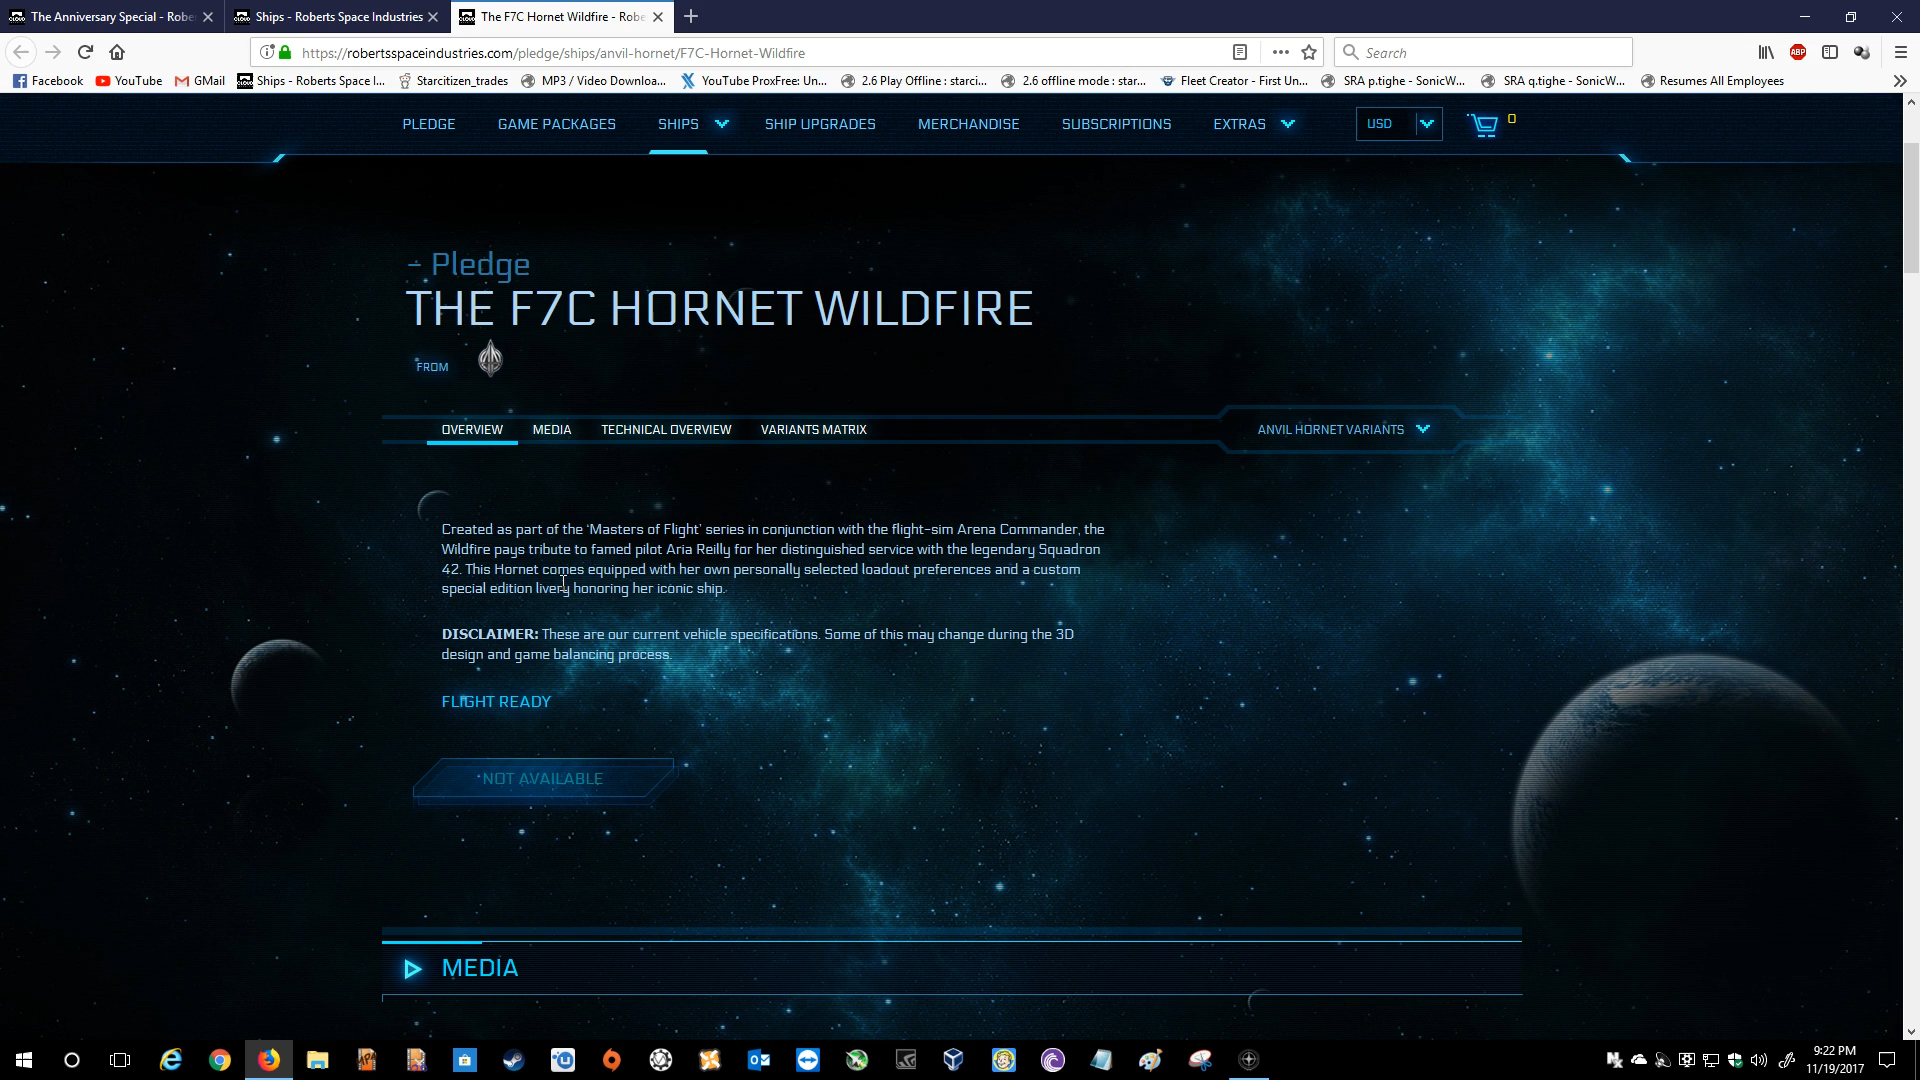 The Anniversary Special - Robe
Ships - Roberts Space Industries
The F7C Hornet Wildfire - Robe
https://robertsspaceindustries.com/pledge/ships/anvil-hornet/F7C-Hornet-Wildfire
Search
Facebook
YouTube
GMail
Ships - Roberts Space I...
Starcitizen_trades
MP3 / Video Downloa...
YouTube ProxFree: Un...
2.6 Play Offline : starci...
2.6 offline mode : star...
Fleet Creator - First Un...
SRA p.tighe - SonicW...
SRA q.tighe - SonicW...
Resumes All Employees
PLEDGE
GAME PACKAGES
SHIPS
SHIP UPGRADES
MERCHANDISE
SUBSCRIPTIONS
EXTRAS
USD
0
- Pledge
THE F7C HORNET WILDFIRE
FROM
OVERVIEW
MEDIA
TECHNICAL OVERVIEW
VARIANTS MATRIX
ANVIL HORNET VARIANTS
Created as part of the 'Masters of Flight' series in conjunction with the flight-sim Arena Commander, the
Wildfire pays tribute to famed pilot Aria Reilly for her distinguished service with the legendary Squadron
42. This Hornet comes equipped with her own personally selected loadout preferences and a custom
special edition livery honoring her iconic ship.
DISCLAIMER: These are our current vehicle specifications. Some of this may change during the 3D
design and game balancing process.
FLIGHT READY
NOT AVAILABLE
MEDIA
9:22 PM
11/19/2017